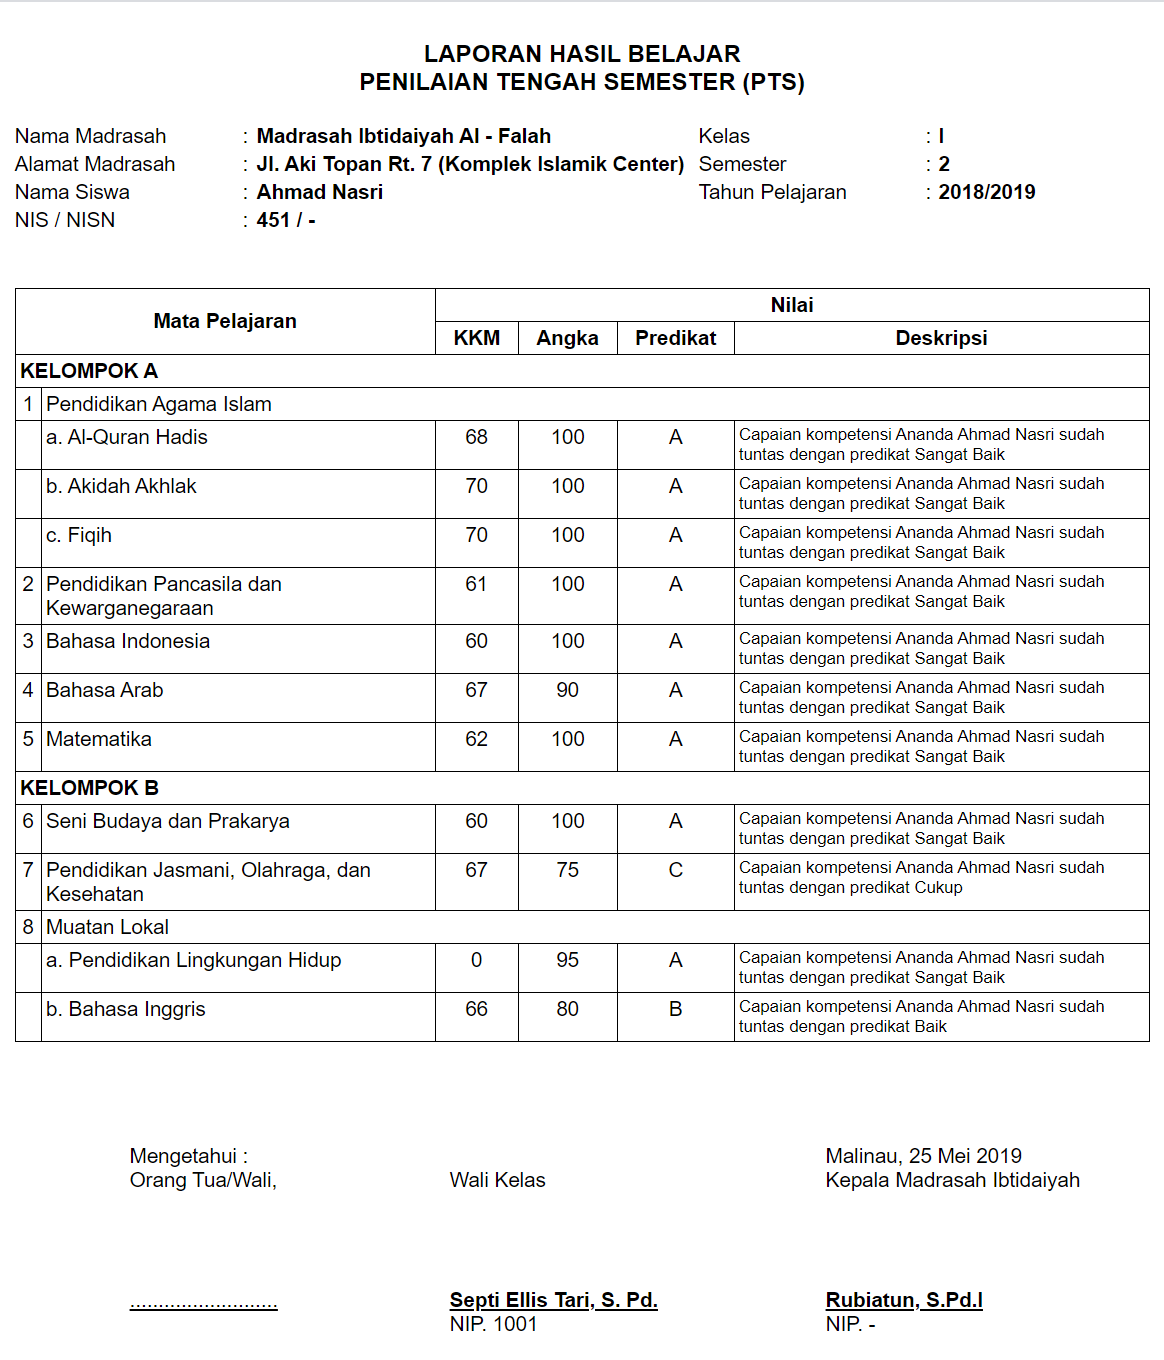 LAPORAN HASIL BELAJAR
PENILAIAN TENGAH SEMESTER (PTS)
Nama Madrasah : Madrasah Ibtidaiyah Al - Falah Kelas : I
Alamat Madrasah : Jl. Aki Topan Rt. 7 (Komplek Islamik Center) Semester : 2
Nama Siswa : Ahmad Nasri Tahun Pelajaran : 2018/2019
NIS / NISN : 451 / -
Mata Pelajaran Nilai
KKM Angka Predikat Deskripsi
KELOMPOK A
1 Pendidikan Agama Islam
a. Al-Quran Hadis 68 100 A Capaian kompetensi Ananda Ahmad Nasri sudah
tuntas dengan predikat Sangat Baik
b. Akidah Akhlak 70 100 A Capaian kompetensi Ananda Ahmad Nasri sudah
tuntas dengan predikat Sangat Baik
c. Fiqih 70 100 A Capaian kompetensi Ananda Ahmad Nasri sudah
tuntas dengan predikat Sangat Baik
2 Pendidikan Pancasila dan 61 100 A Capaian kompetensi Ananda Ahmad Nasri sudah
Kewarganegaraan tuntas dengan predikat Sangat Baik
3 Bahasa Indonesia 60 100 A Capaian kompetensi Ananda Ahmad Nasri sudah
tuntas dengan predikat Sangat Baik
4 Bahasa Arab 67 90 A Capaian kompetensi Ananda Ahmad Nasri sudah
tuntas dengan predikat Sangat Baik
5 Matematika 62 100 A Capaian kompetensi Ananda Ahmad Nasri sudah
tuntas dengan predikat Sangat Baik
KELOMPOK B
6 Seni Budaya dan Prakarya 60 100 A Capaian kompetensi Ananda Ahmad Nasri sudah
tuntas dengan predikat Sangat Baik
7 Pendidikan Jasmani, Olahraga, dan 67 75 C Capaian kompetensi Ananda Ahmad Nasri sudah
Kesehatan tuntas dengan predikat Cukup
8 Muatan Lokal
a. Pendidikan Lingkungan Hidup 0 95 A Capaian kompetensi Ananda Ahmad Nasri sudah
tuntas dengan predikat Sangat Baik
b. Bahasa Inggris 66 80 B Capaian kompetensi Ananda Ahmad Nasri sudah
tuntas dengan predikat Baik
Mengetahui : Malinau, 25 Mei 2019
Orang Tua/Wali, Wali Kelas Kepala Madrasah Ibtidaiyah
.......................... Septi Ellis Tari, S. Pd. Rubiatun, S.Pd.I
NIP. 1001 NIP. -